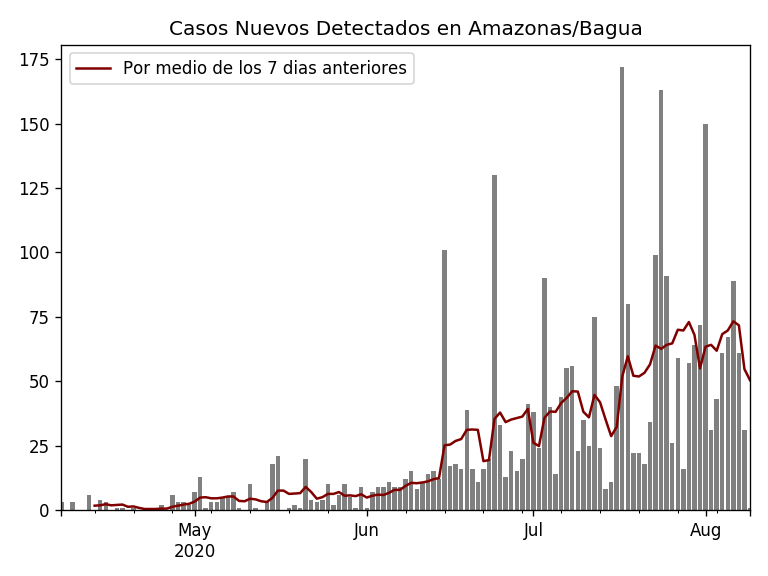 Casos Nuevos Detectados en Amazonas/Bagua
Por medio de los 7 dias anteriores
175
150
125
100
75
50
25
0
May
2020
Jun
Jul
Aug